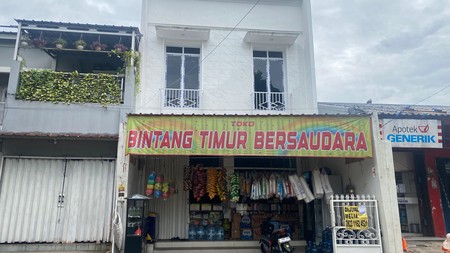 TOKO
BINTANG TIMUR BERSAUDARA
Apotek
GENERIK